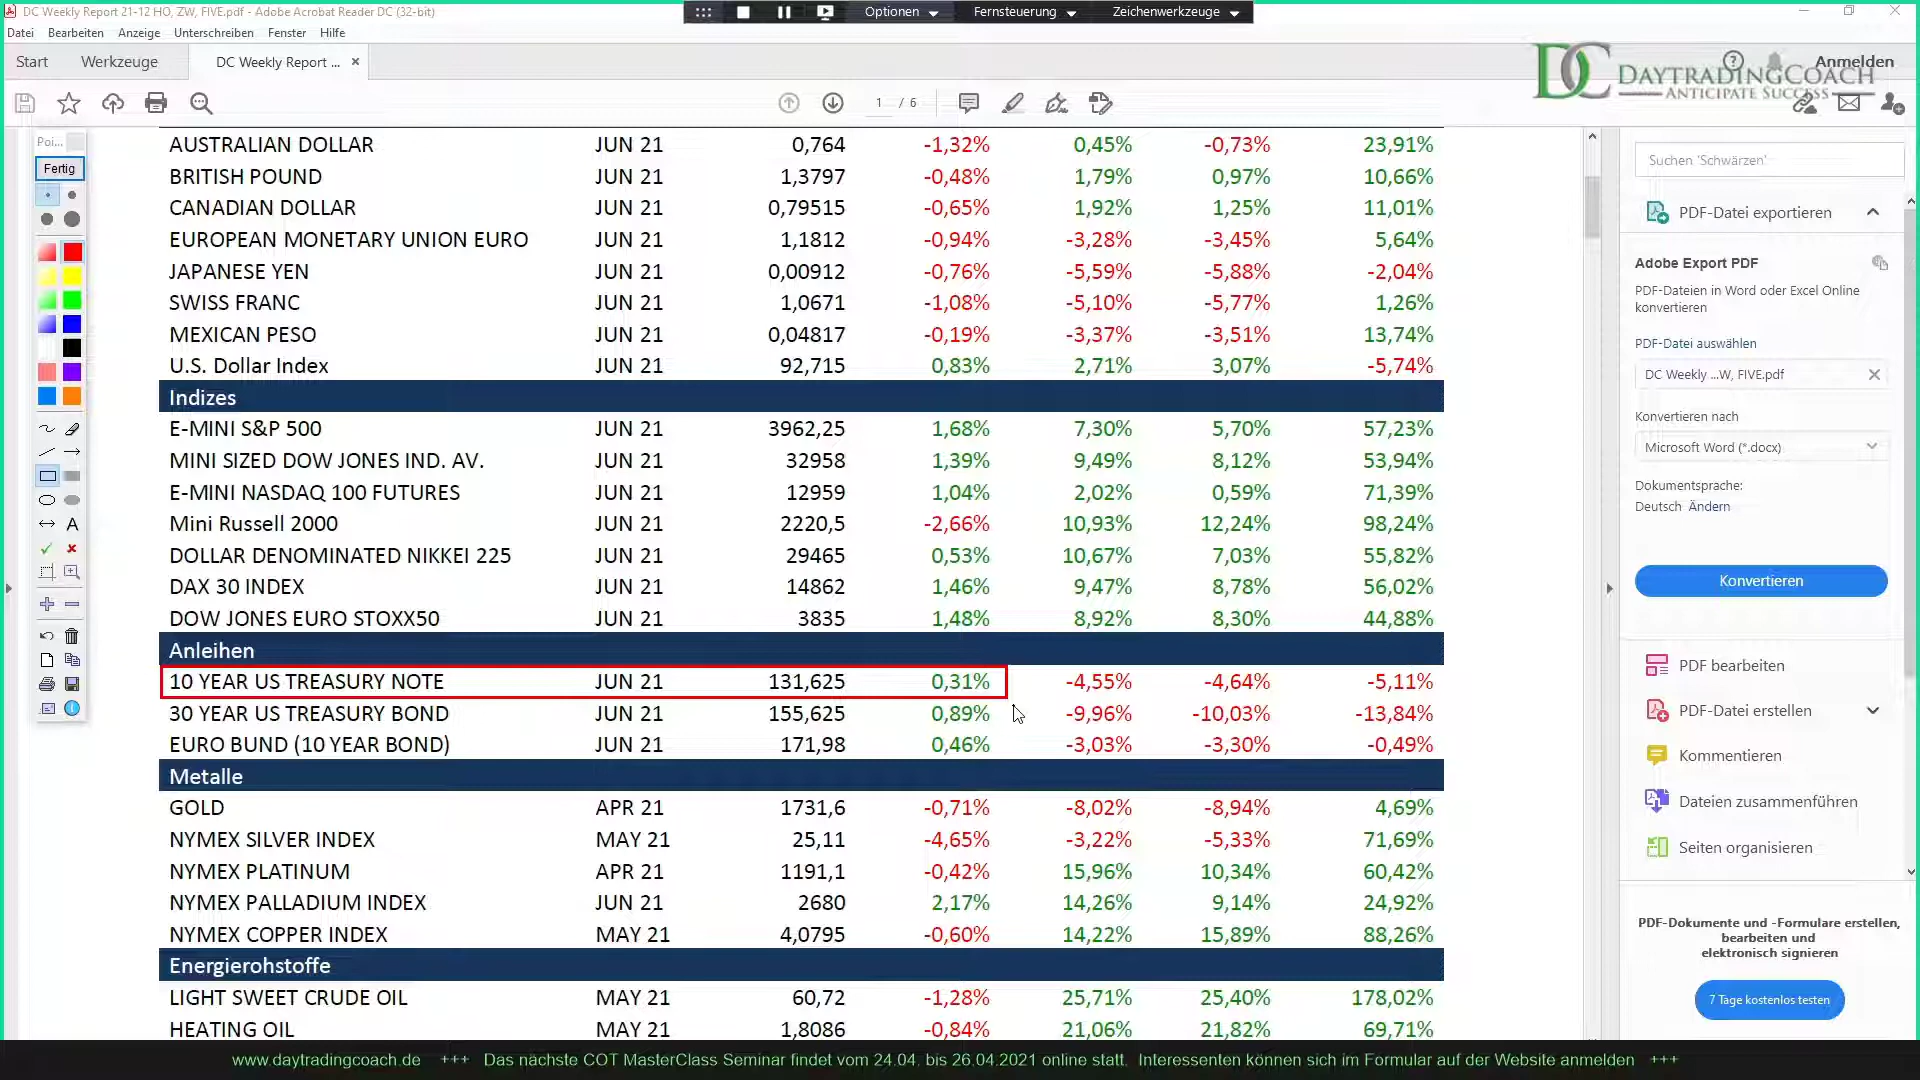 DC Weekly Report 21-12 HO, ZW, FIVE.pdf - Adobe Acrobat Reader DC (32-bit)
Optionen
Fernsteuerung
Zeichenwerkzeuge
Datei Bearbeiten Anzeige Unterschreiben Fenster Hilfe
Start Werkzeuge DC Weekly Report ... ×
Anmelden
DC DAYTRADINGCOACH
ANTICIPATE SUCCESS
1 / 6
Poi...
Fertig
AUSTRALIAN DOLLAR JUN 21 0,764 -1,32% 0,45% -0,73% 23,91%
BRITISH POUND JUN 21 1,3797 -0,48% 1,79% 0,97% 10,66%
CANADIAN DOLLAR JUN 21 0,79515 -0,65% 1,92% 1,25% 11,01%
EUROPEAN MONETARY UNION EURO JUN 21 1,1812 -0,94% -3,28% -3,45% 5,64%
JAPANESE YEN JUN 21 0,00912 -0,76% -5,59% -5,88% -2,04%
SWISS FRANC JUN 21 1,0671 -1,08% -5,10% -5,77% 1,26%
MEXICAN PESO JUN 21 0,04817 -0,19% -3,37% -3,51% 13,74%
U.S. Dollar Index JUN 21 92,715 0,83% 2,71% 3,07% -5,74%
Indizes
E-MINI S&P 500 JUN 21 3962,25 1,68% 7,30% 5,70% 57,23%
MINI SIZED DOW JONES IND. AV. JUN 21 32958 1,39% 9,49% 8,12% 53,94%
E-MINI NASDAQ 100 FUTURES JUN 21 12959 1,04% 2,02% 0,59% 71,39%
Mini Russell 2000 JUN 21 2220,5 -2,66% 10,93% 12,24% 98,24%
DOLLAR DENOMINATED NIKKEI 225 JUN 21 29465 0,53% 10,67% 7,03% 55,82%
DAX 30 INDEX JUN 21 14862 1,46% 9,47% 8,78% 56,02%
DOW JONES EURO STOXX50 JUN 21 3835 1,48% 8,92% 8,30% 44,88%
Anleihen
10 YEAR US TREASURY NOTE JUN 21 131,625 0,31% -4,55% -4,64% -5,11%
30 YEAR US TREASURY BOND JUN 21 155,625 0,89% -9,96% -10,03% -13,84%
EURO BUND (10 YEAR BOND) JUN 21 171,98 0,46% -3,03% -3,30% -0,49%
Metalle
GOLD APR 21 1731,6 -0,71% -8,02% -8,94% 4,69%
NYMEX SILVER INDEX MAY 21 25,11 -4,65% -3,22% -5,33% 71,69%
NYMEX PLATINUM APR 21 1191,1 -0,42% 15,96% 10,34% 60,42%
NYMEX PALLADIUM INDEX JUN 21 2680 2,17% 14,26% 9,14% 24,92%
NYMEX COPPER INDEX MAY 21 4,0795 -0,60% 14,22% 15,89% 88,26%
Energierohstoffe
LIGHT SWEET CRUDE OIL MAY 21 60,72 -1,28% 25,71% 25,40% 178,02%
HEATING OIL MAY 21 1,8086 -0,84% 21,06% 21,82% 69,71%
Suchen 'Schwärzen'
PDF-Datei exportieren
Adobe Export PDF
PDF-Dateien in Word oder Excel Online
konvertieren
PDF-Datei auswählen
DC Weekly ...W, FIVE.pdf
Konvertieren nach
Microsoft Word (*.docx)
Dokumentsprache:
Deutsch Ändern
Konvertieren
PDF bearbeiten
PDF-Datei erstellen
Kommentieren
Dateien zusammenführen
Seiten organisieren
PDF-Dokumente und -Formulare erstellen,
bearbeiten und
elektronisch signieren
7 Tage kostenlos testen
www.daytradingcoach.de +++ Das nächste COT MasterClass Seminar findet vom 24.04. bis 26.04.2021 online statt. Interessenten können sich im Formular auf der Website anmelden +++